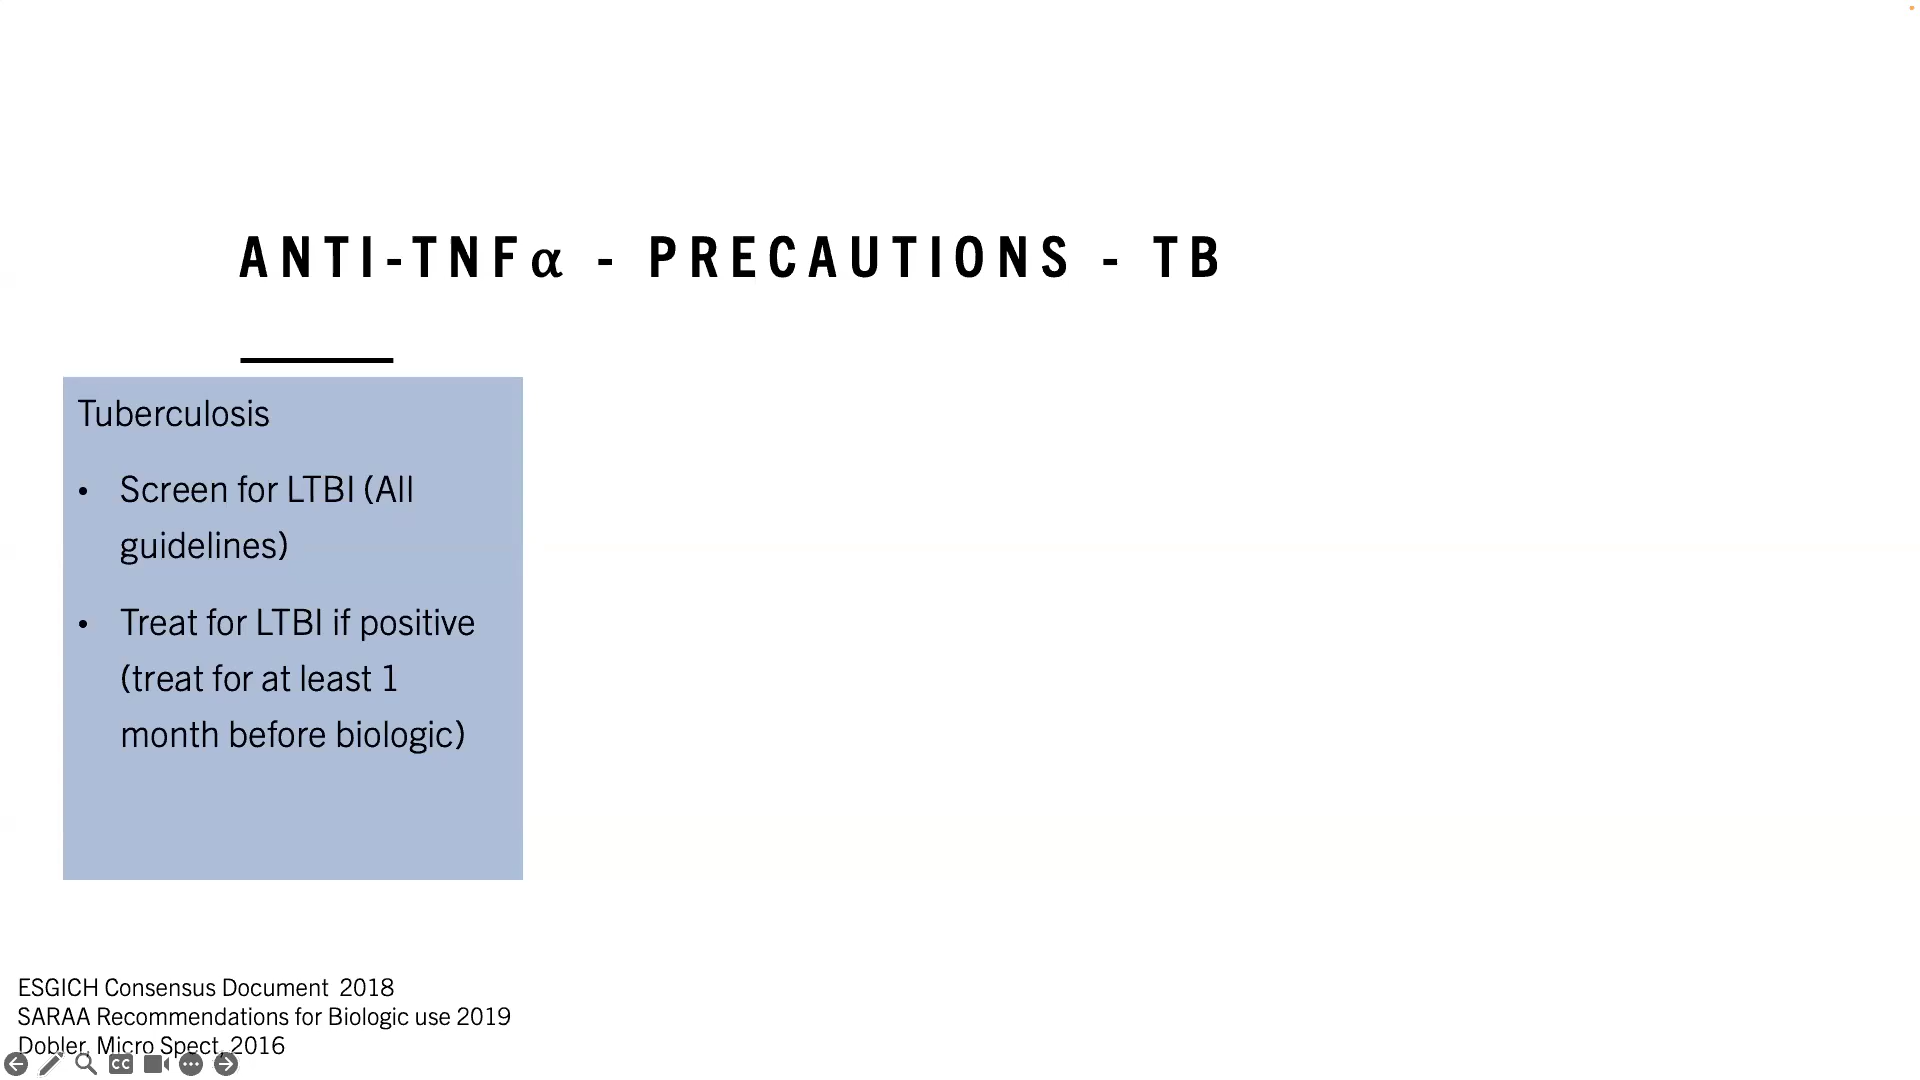 ANTI-TNFα - PRECAUTIONS - TB
Tuberculosis
• Screen for LTBI (All
guidelines)
• Treat for LTBI if positive
(treat for at least 1
month before biologic)
ESGICH Consensus Document 2018
SARAA Recommendations for Biologic use 2019
Dobler, Micro Spect, 2016
CC